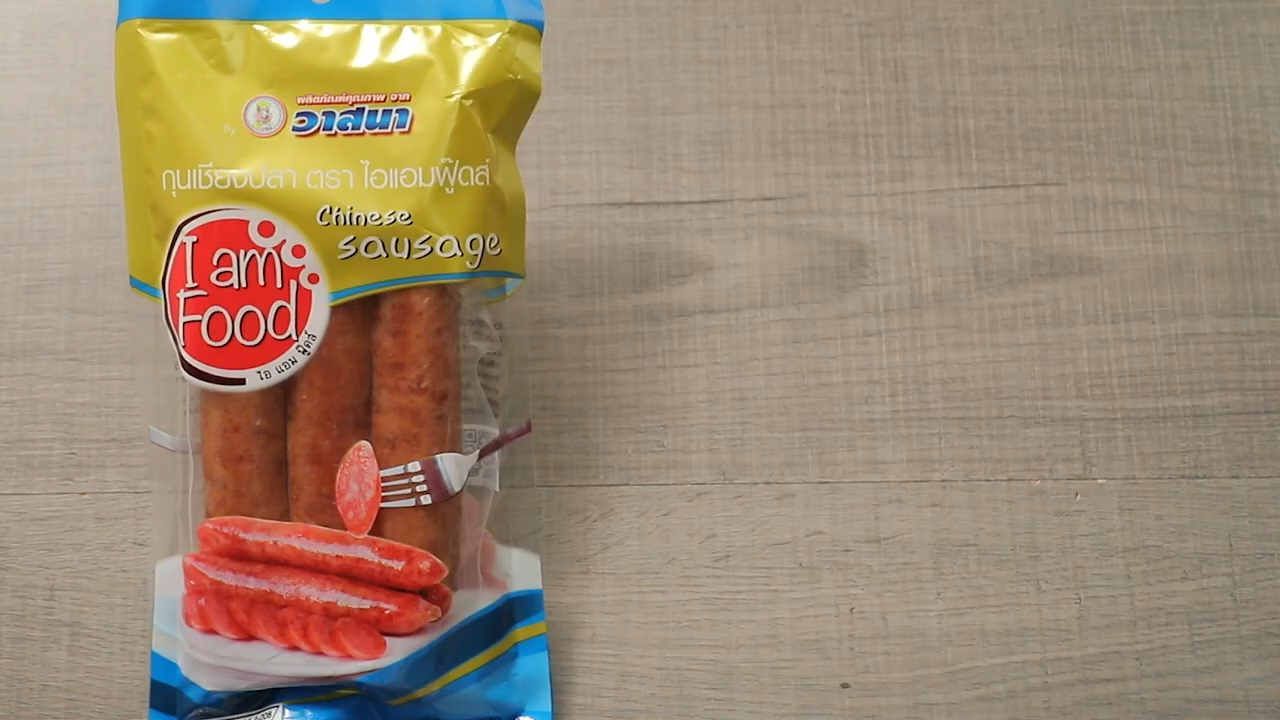 ผลิตภัณฑ์คุณภาพ จาก
By วาสนา
กุนเชียงปลา ตรา ไอแอมฟู๊ดส์
Chinese
sausage
I am
Food
ไอ แอม ฟู๊ดส์